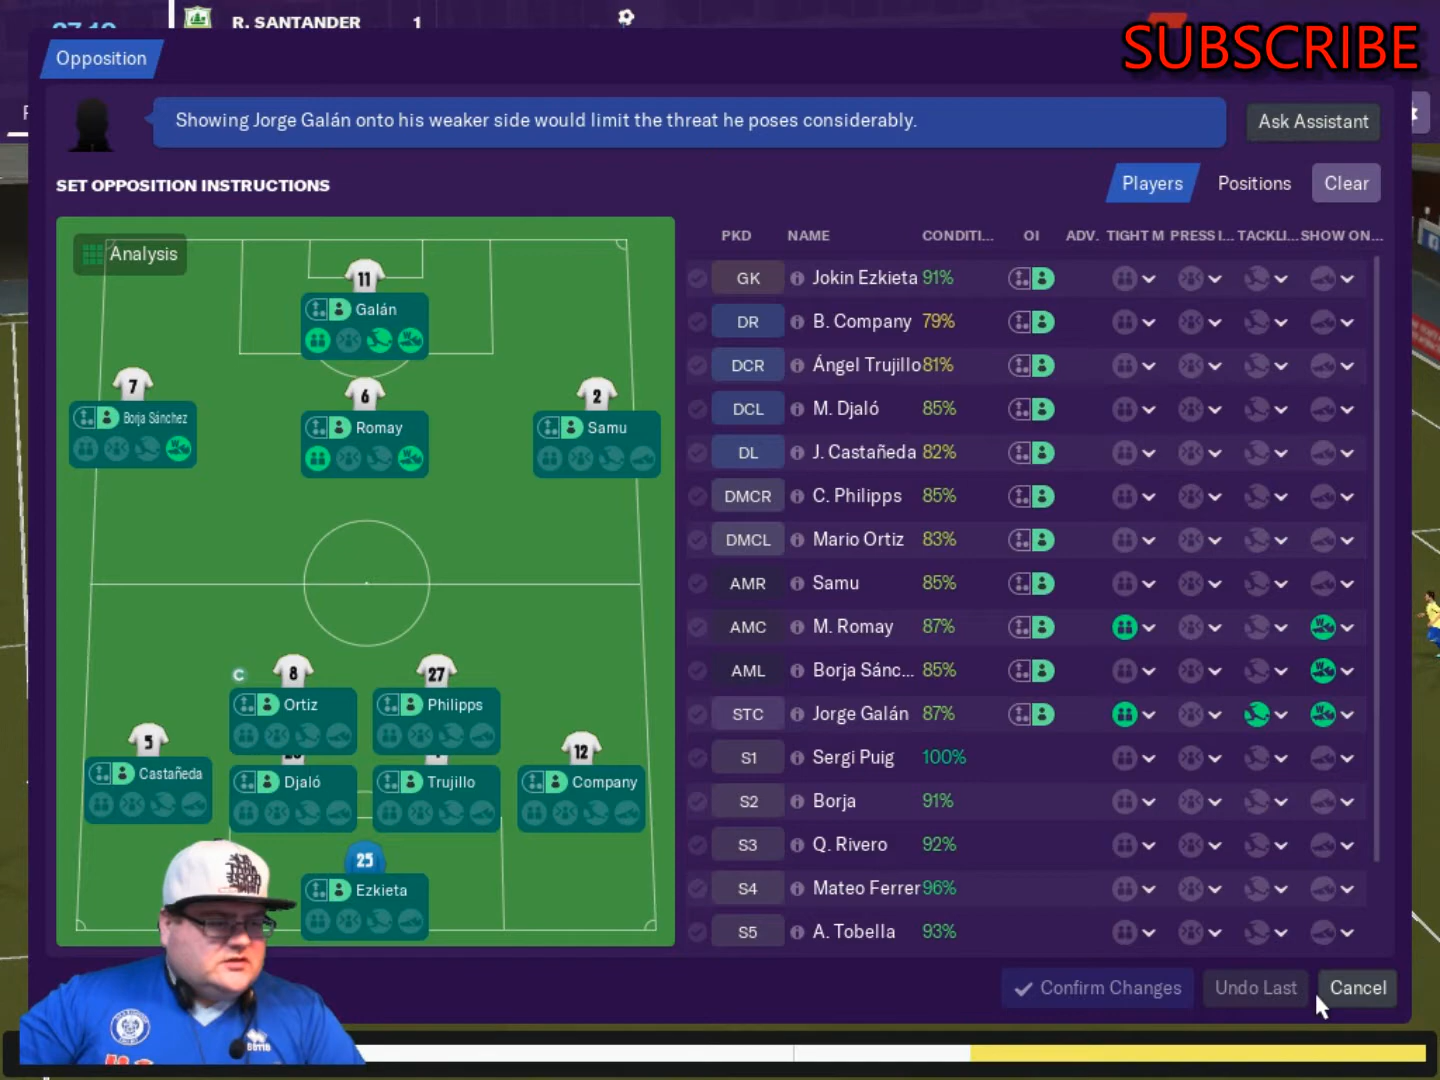 R. SANTANDER 1
SUBSCRIBE
Opposition
Showing Jorge Galán onto his weaker side would limit the threat he poses considerably.
Ask Assistant
SET OPPOSITION INSTRUCTIONS
Players Positions Clear
Analysis
11
Galán
7
Borja Sánchez
6
Romay
2
Samu
C 8
Ortiz
27
Philipps
5
Castañeda
Djaló
Trujillo
12
Company
25
Ezkieta
PKD NAME CONDITI... OI ADV. TIGHT M PRESS I... TACKLI... SHOW ON...
GK Jokin Ezkieta 91%
DR B. Company 79%
DCR Ángel Trujillo 81%
DCL M. Djaló 85%
DL J. Castañeda 82%
DMCR C. Philipps 85%
DMCL Mario Ortiz 83%
AMR Samu 85%
AMC M. Romay 87%
AML Borja Sánc... 85%
STC Jorge Galán 87%
S1 Sergi Puig 100%
S2 Borja 91%
S3 Q. Rivero 92%
S4 Mateo Ferrer 96%
S5 A. Tobella 93%
Confirm Changes Undo Last Cancel